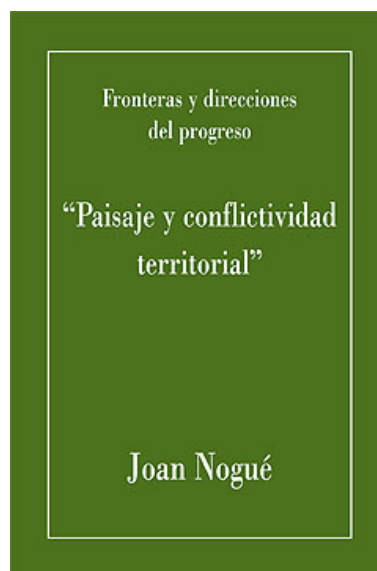 Fronteras y direcciones
del progreso
“Paisaje y conflictividad
territorial”
Joan Nogué